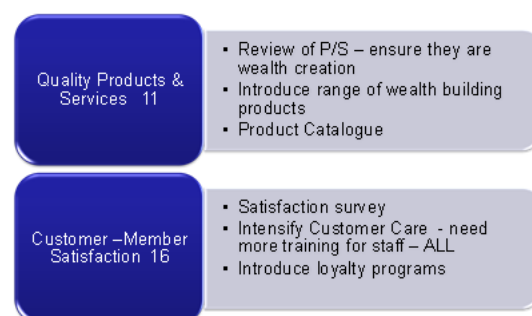 Quality Products &
Services  11
• Review of P/S – ensure they are
wealth creation
• Introduce range of wealth building
products
• Product Catalogue
Customer –Member
Satisfaction 16
• Satisfaction survey
• Intensify Customer Care  - need
more training for staff – ALL
• Introduce loyalty programs